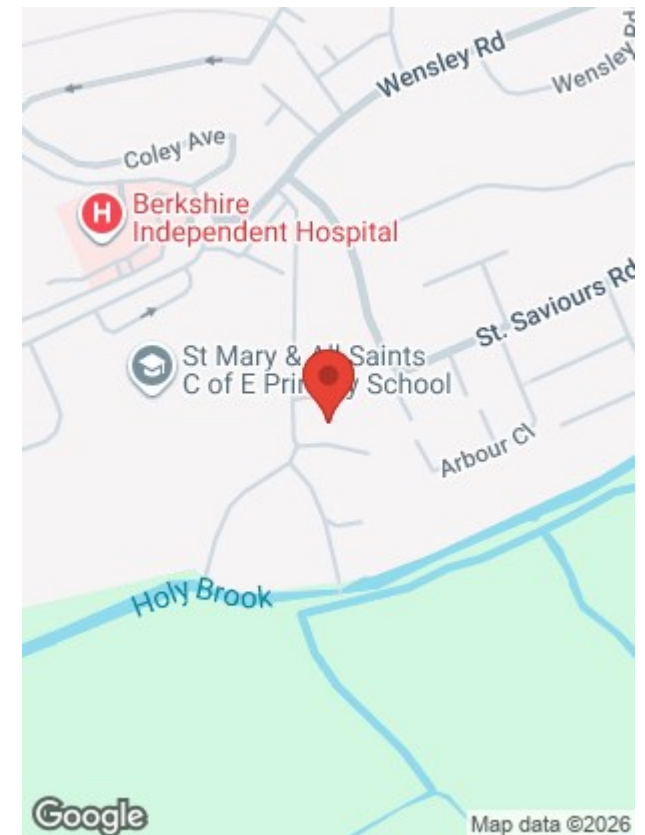 Wensley Rd
Wensley Rd
Coley Ave
H
Berkshire
Independent Hospital
St. Saviours Rd
St Mary & All Saints
C of E Primary School
Arbour Cl
Holy Brook
Google
Map data ©2026